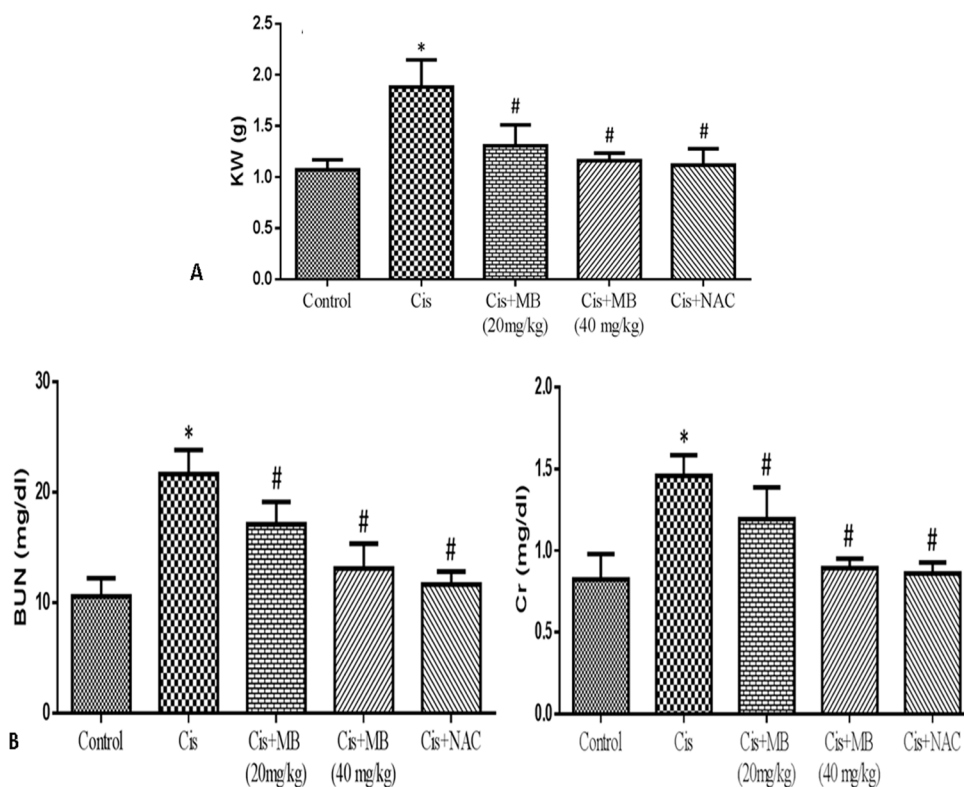 2.5
2.0
1.5
1.0
0.5
0.0
KW (g)
*
#
#
#
A
Control
Cis
Cis+MB
(20mg/kg)
Cis+MB
(40 mg/kg)
Cis+NAC
30
20
10
0
BUN (mg/dl)
*
#
#
#
B
Control
Cis
Cis+MB
(20mg/kg)
Cis+MB
(40 mg/kg)
Cis+NAC
2.0
1.5
1.0
0.5
0.0
Cr (mg/dl)
*
#
#
#
Control
Cis
Cis+MB
(20mg/kg)
Cis+MB
(40 mg/kg)
Cis+NAC